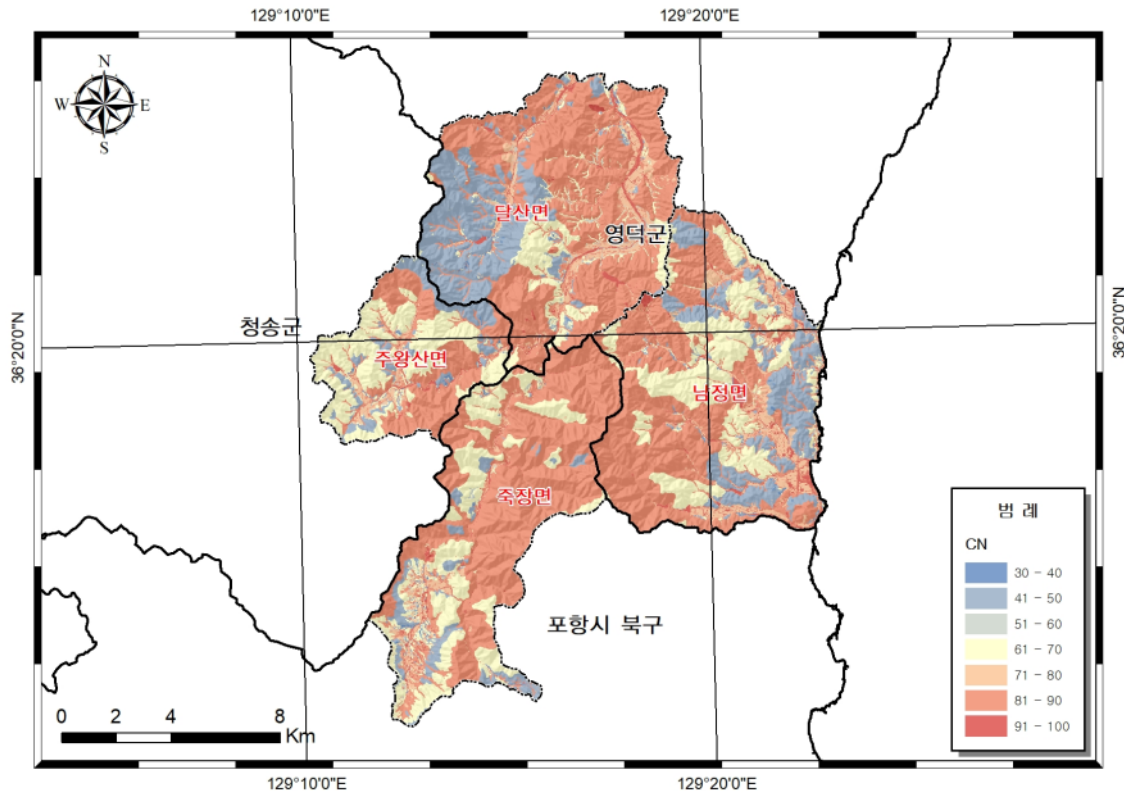 129°10'0"E
129°20'0"E
N
W
E
S
달산면
영덕군
청송군
36°20'0"N
36°20'0"N
주왕산면
남정면
죽장면
포항시 북구
범 례
CN
30 - 40
41 - 50
51 - 60
61 - 70
71 - 80
81 - 90
91 - 100
0 2 4 8
Km
129°10'0"E
129°20'0"E